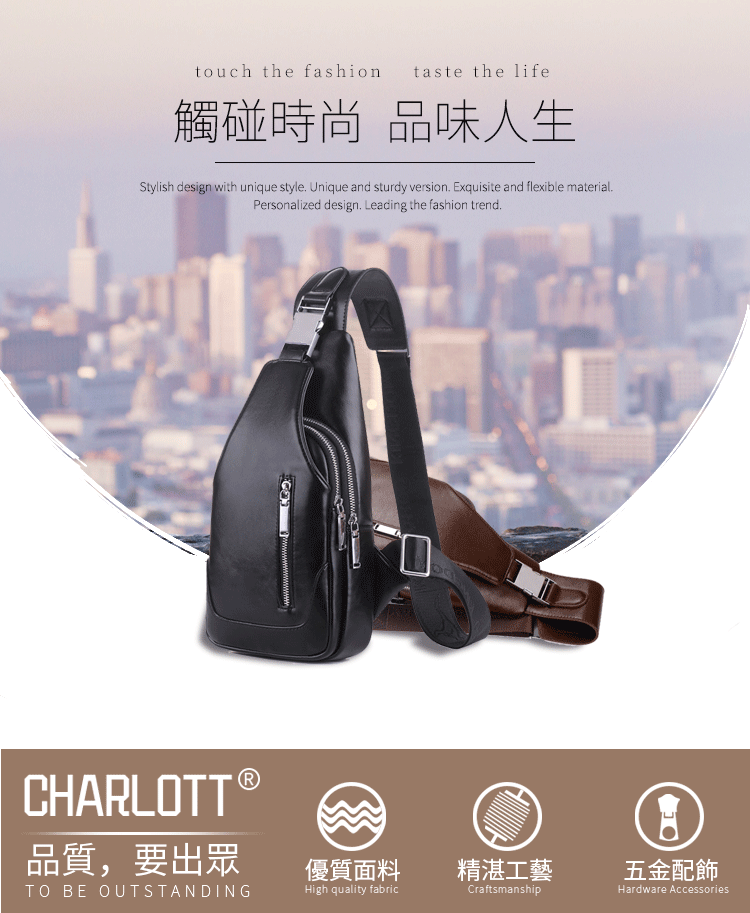 touch the fashion taste the life
觸碰時尚 品味人生
Stylish design with unique style. Unique and sturdy version. Exquisite and flexible material.
Personalized design. Leading the fashion trend.
CHARLOTT®
品質，要出眾
TO BE OUTSTANDING
優質面料
High quality fabric
精湛工藝
Craftsmanship
五金配飾
Hardware Accessories